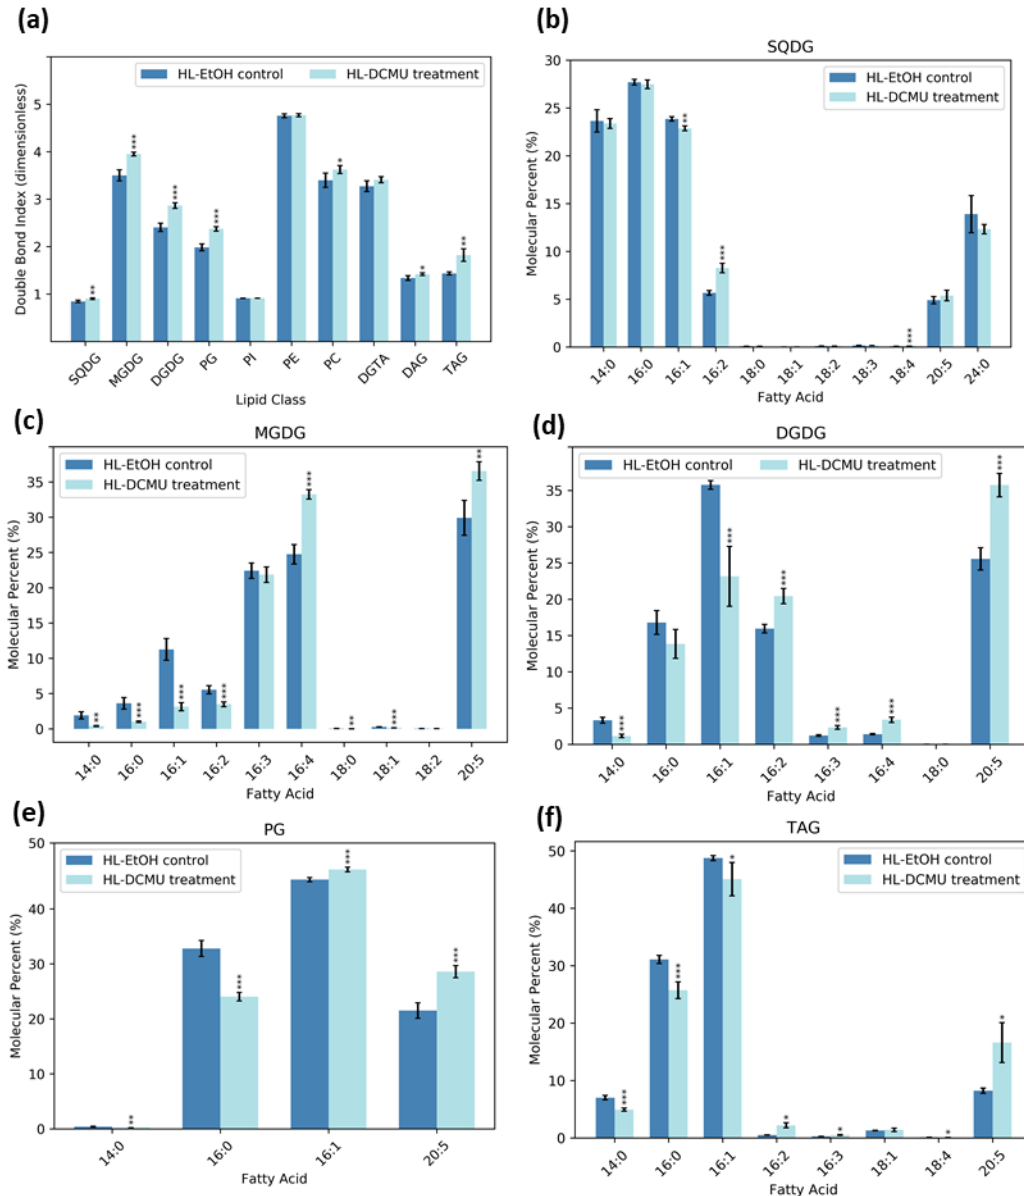 (a)
HL-EtOH control
HL-DCMU treatment
Double Bond Index (dimensionless)
5
4
3
2
1
**
***
***
***
*
*
**
SQDG
MGDG
DGDG
PG
PI
PE
PC
DGTA
DAG
TAG
Lipid Class
(b)
SQDG
HL-EtOH control
HL-DCMU treatment
Molecular Percent (%)
30
25
20
15
10
5
0
**
***
***
14:0
16:0
16:1
16:2
18:0
18:1
18:2
18:3
18:4
20:5
24:0
Fatty Acid
(c)
MGDG
HL-EtOH control
HL-DCMU treatment
Molecular Percent (%)
35
30
25
20
15
10
5
0
**
***
***
***
***
**
***
**
14:0
16:0
16:1
16:2
16:3
16:4
18:0
18:1
18:2
20:5
Fatty Acid
(d)
DGDG
HL-EtOH control
HL-DCMU treatment
Molecular Percent (%)
35
30
25
20
15
10
5
0
***
***
***
***
***
***
14:0
16:0
16:1
16:2
16:3
16:4
18:0
20:5
Fatty Acid
(e)
PG
HL-EtOH control
HL-DCMU treatment
Molecular Percent (%)
50
40
30
20
10
0
**
***
***
***
14:0
16:0
16:1
20:5
Fatty Acid
(f)
TAG
HL-EtOH control
HL-DCMU treatment
Molecular Percent (%)
50
40
30
20
10
0
***
***
*
*
*
*
*
14:0
16:0
16:1
16:2
16:3
18:1
18:4
20:5
Fatty Acid